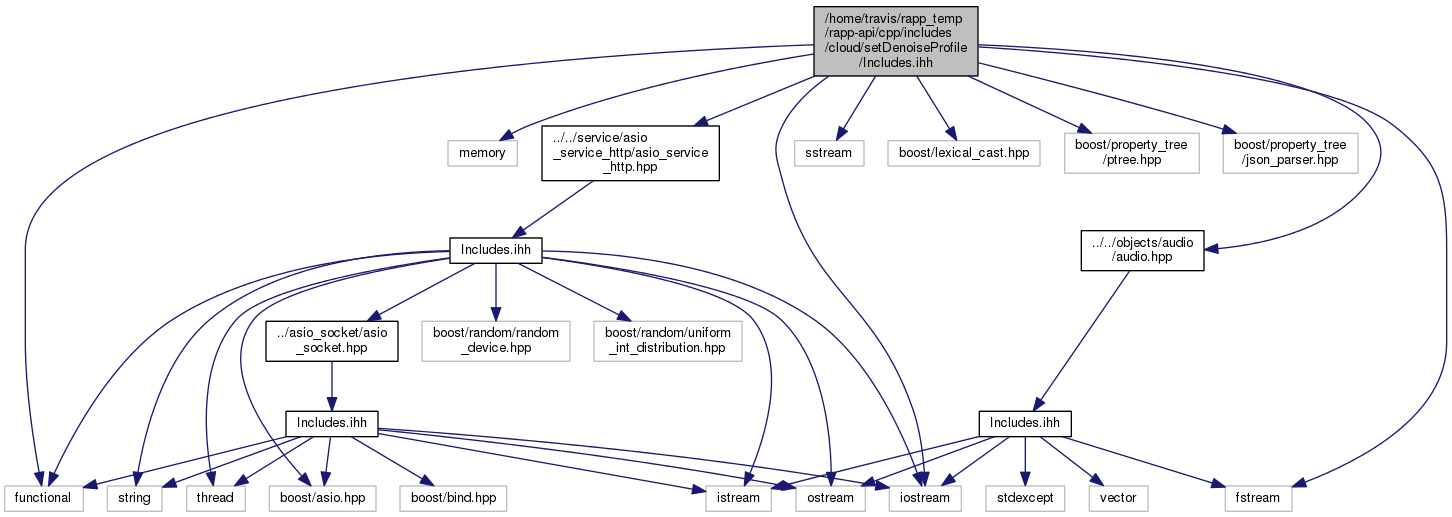 /home/travis/rapp_temp
/rapp-api/cpp/includes
/cloud/setDenoiseProfile
/Includes.ihh
memory
../../service/asio
_service_http/asio_service
_http.hpp
sstream
boost/lexical_cast.hpp
boost/property_tree
/ptree.hpp
boost/property_tree
/json_parser.hpp
Includes.ihh
../../objects/audio
/audio.hpp
../asio_socket/asio
_socket.hpp
boost/random/random
_device.hpp
boost/random/uniform
_int_distribution.hpp
Includes.ihh
Includes.ihh
functional
string
thread
boost/asio.hpp
boost/bind.hpp
istream
ostream
iostream
stdexcept
vector
fstream